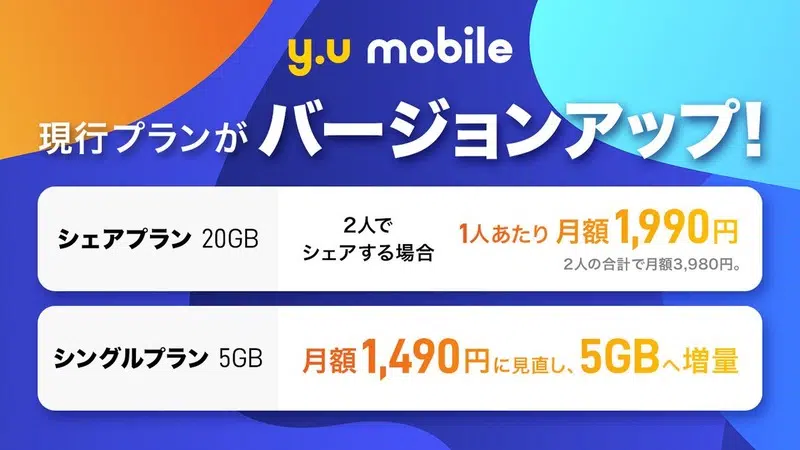 y.u mobile
現行プランが バージョンアップ!
シェアプラン 20GB
2人で
シェアする場合
1人あたり 月額1,990円
2人の合計で月額3,980円。
シングルプラン 5GB
月額1,490円に見直し、5GBへ増量